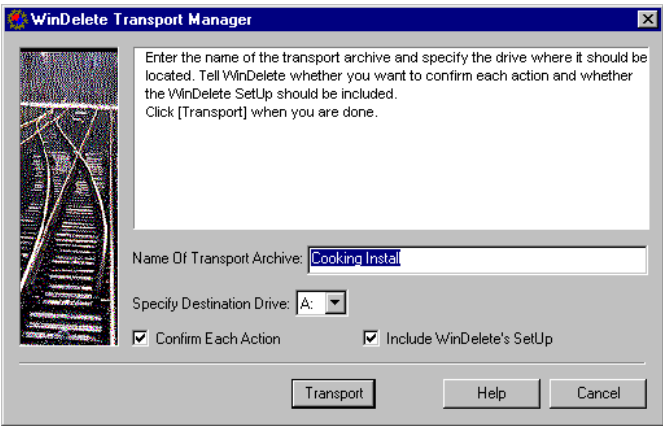 WinDelete Transport Manager
Enter the name of the transport archive and specify the drive where it should be
located. Tell WinDelete whether you want to confirm each action and whether
the WinDelete SetUp should be included.
Click [Transport] when you are done.
Name Of Transport Archive: Cooking Install
Specify Destination Drive: A:
Confirm Each Action Include WinDelete's SetUp
Transport Help Cancel